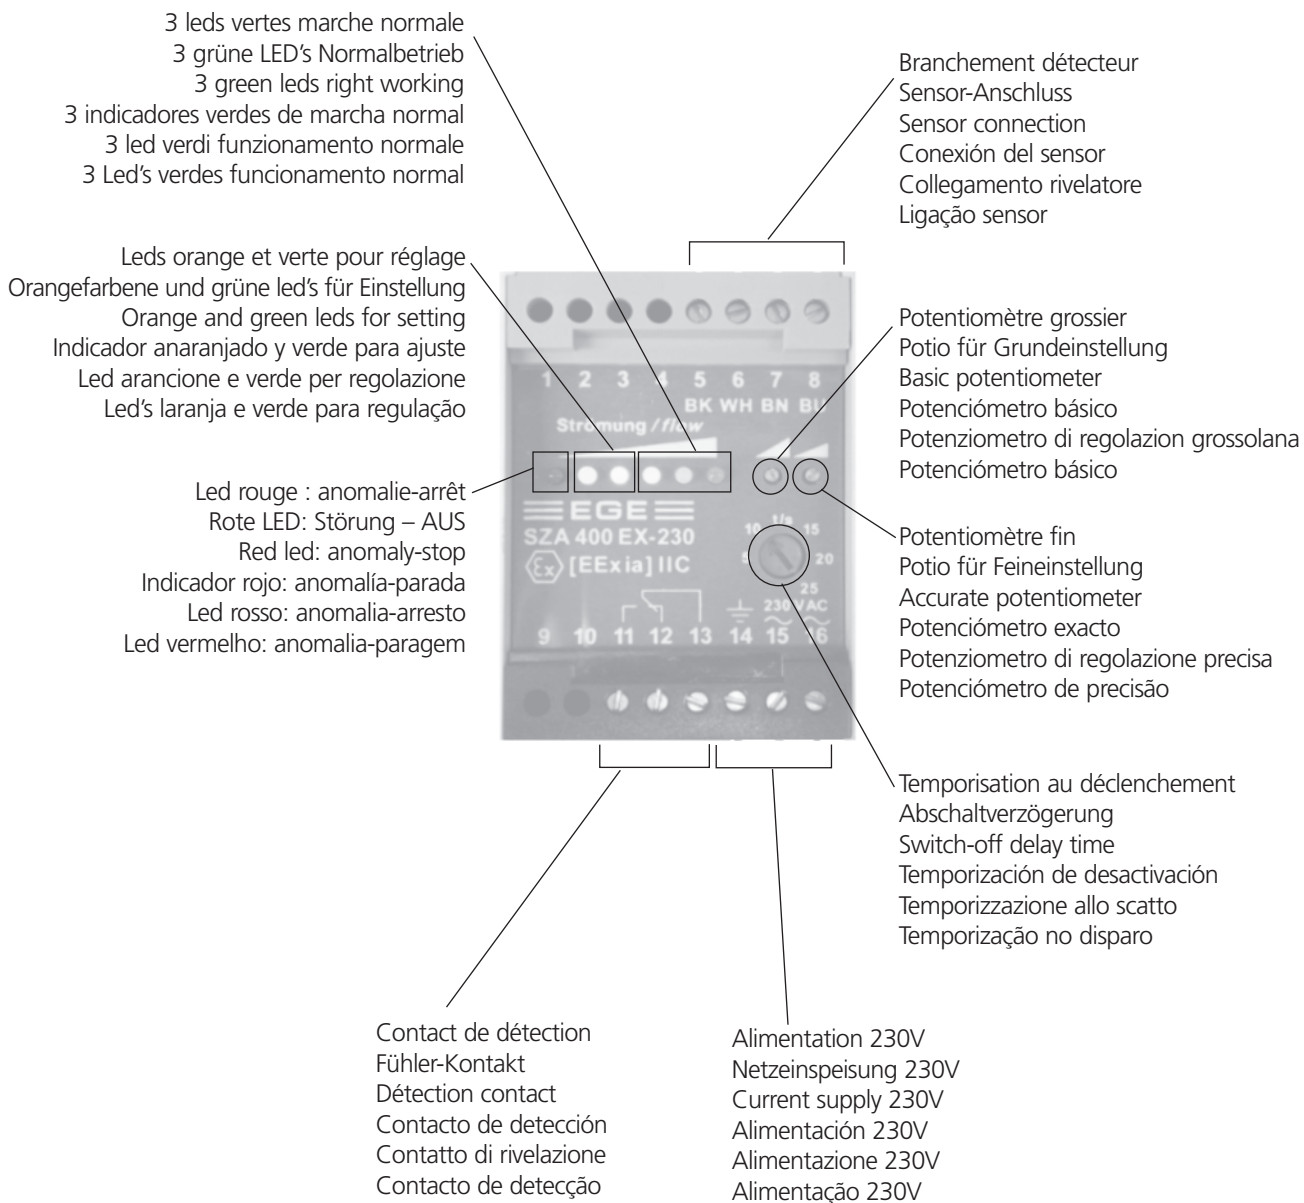 3 leds vertes marche normale
3 grüne LED's Normalbetrieb
3 green leds right working
3 indicadores verdes de marcha normal
3 led verdi funzionamento normale
3 Led's verdes funcionamento normal
Branchement détecteur
Sensor-Anschluss
Sensor connection
Conexión del sensor
Collegamento rivelatore
Ligação sensor
Leds orange et verte pour réglage
Orangefarbene und grüne led's für Einstellung
Orange and green leds for setting
Indicador anaranjado y verde para ajuste
Led arancione e verde per regolazione
Led's laranja e verde para regulação
Led rouge : anomalie-arrêt
Rote LED: Störung – AUS
Red led: anomaly-stop
Indicador rojo: anomalía-parada
Led rosso: anomalia-arresto
Led vermelho: anomalia-paragem
1 2 3 4 5 6 7 8
BK WH BN BU
Strömung /flow
EGE
SZA 400 EX-230
Ex [EEx ia] IIC
t/s
10 15
5 20
25
230 VAC
9 10 11 12 13 14 15 16
Potentiomètre grossier
Potio für Grundeinstellung
Basic potentiometer
Potenciómetro básico
Potenziometro di regolazion grossolana
Potenciómetro básico
Potentiomètre fin
Potio für Feineinstellung
Accurate potentiometer
Potenciómetro exacto
Potenziometro di regolazione precisa
Potenciómetro de precisão
Temporisation au déclenchement
Abschaltverzögerung
Switch-off delay time
Temporización de desactivación
Temporizzazione allo scatto
Temporização no disparo
Contact de détection
Fühler-Kontakt
Détection contact
Contacto de detección
Contatto di rivelazione
Contacto de detecção
Alimentation 230V
Netzeinspeisung 230V
Current supply 230V
Alimentación 230V
Alimentazione 230V
Alimentação 230V